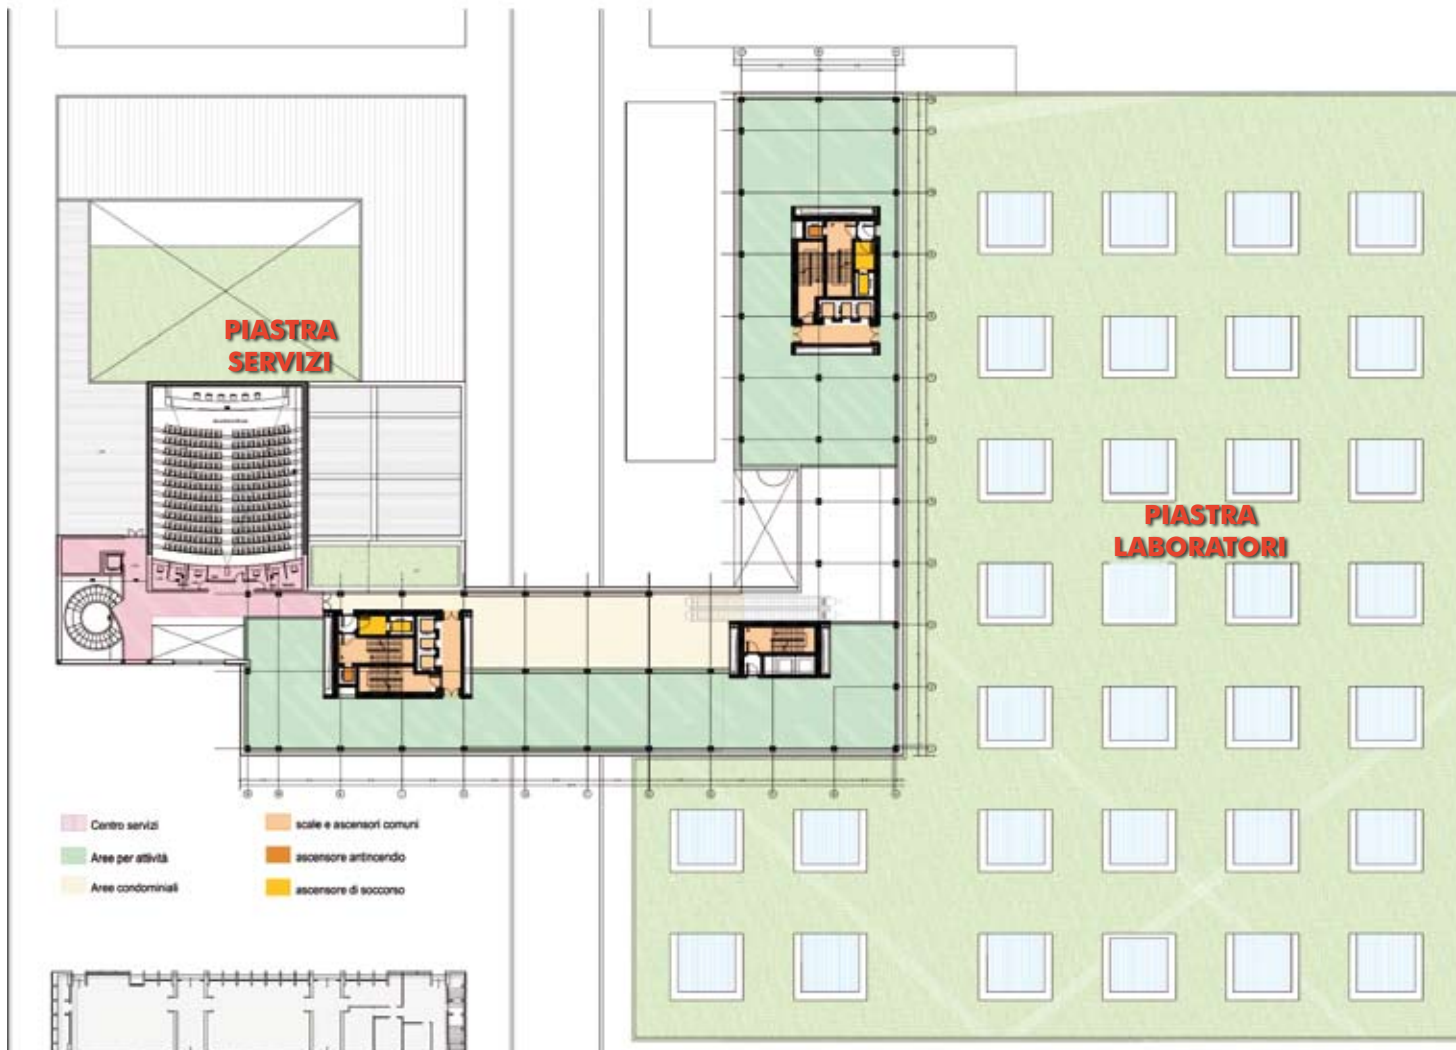 PIASTRA
SERVIZI
PIASTRA
LABORATORI
Centro servizi
Aree per attività
Aree condominiali
scale e ascensori comuni
ascensore antincendio
ascensore di soccorso